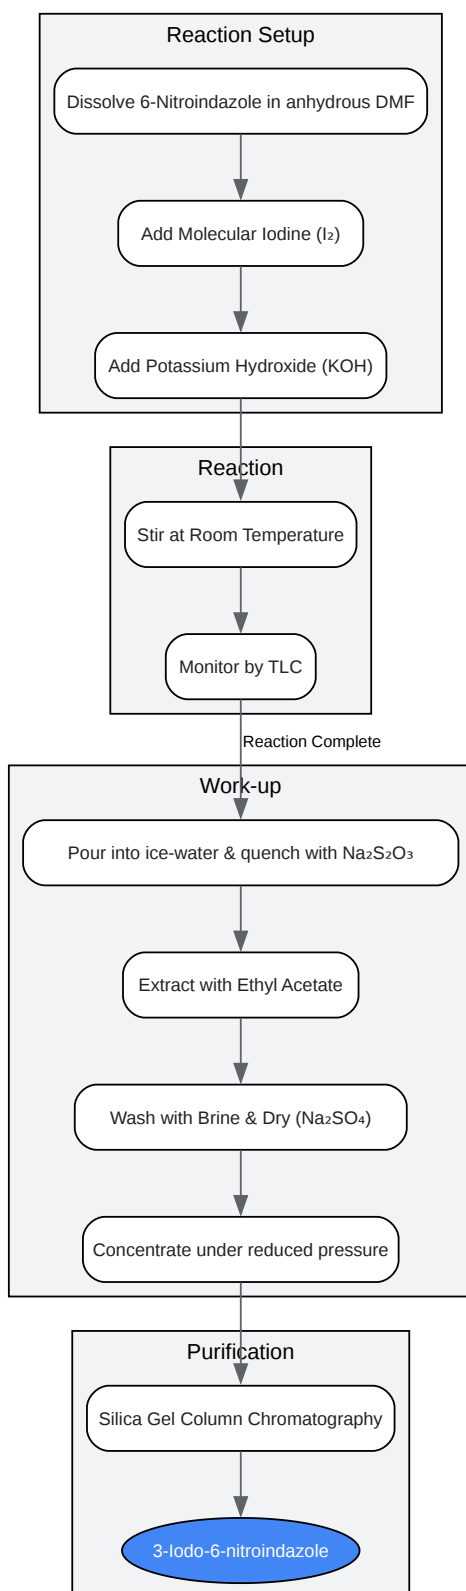 Reaction Setup
Dissolve 6-Nitroindazole in anhydrous DMF
Add Molecular Iodine (I₂)
Add Potassium Hydroxide (KOH)
Reaction
Stir at Room Temperature
Monitor by TLC
Reaction Complete
Work-up
Pour into ice-water & quench with Na₂S₂O₃
Extract with Ethyl Acetate
Wash with Brine & Dry (Na₂SO₄)
Concentrate under reduced pressure
Purification
Silica Gel Column Chromatography
3-Iodo-6-nitroindazole